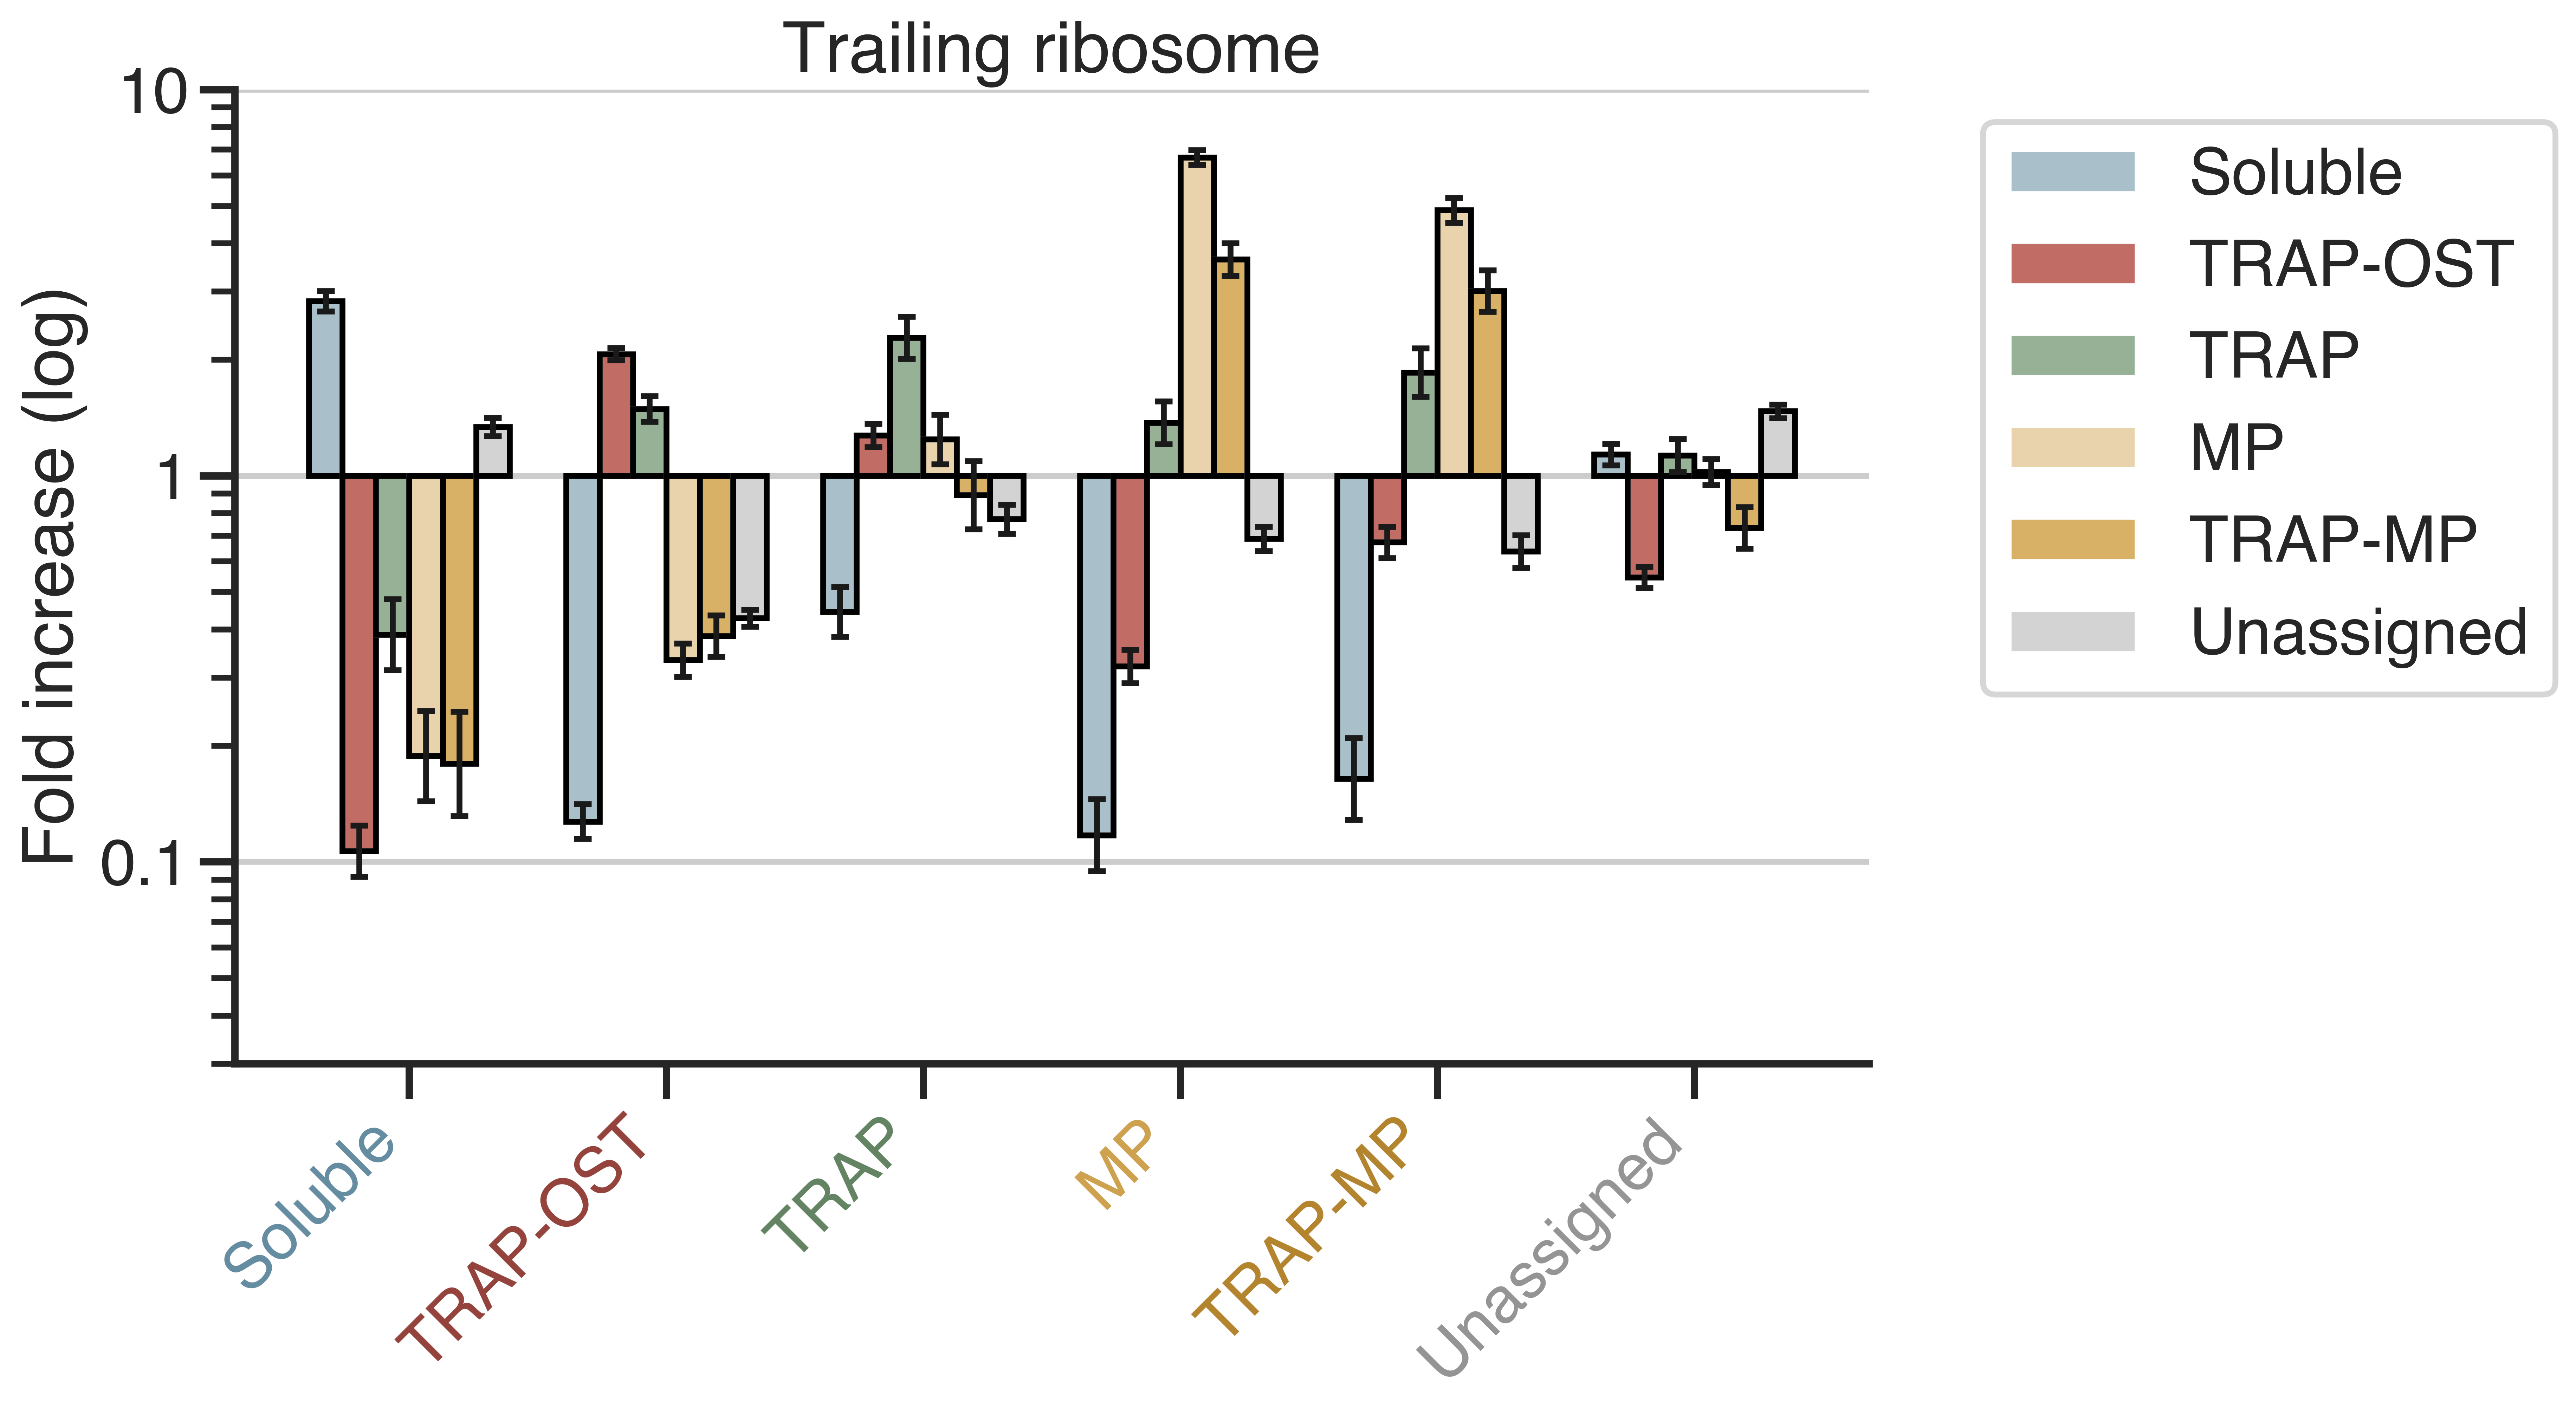 Trailing ribosome
10
1
0.1
Fold increase (log)
Soluble
TRAP-OST
TRAP
MP
TRAP-MP
Unassigned
Soluble
TRAP-OST
TRAP
MP
TRAP-MP
Unassigned